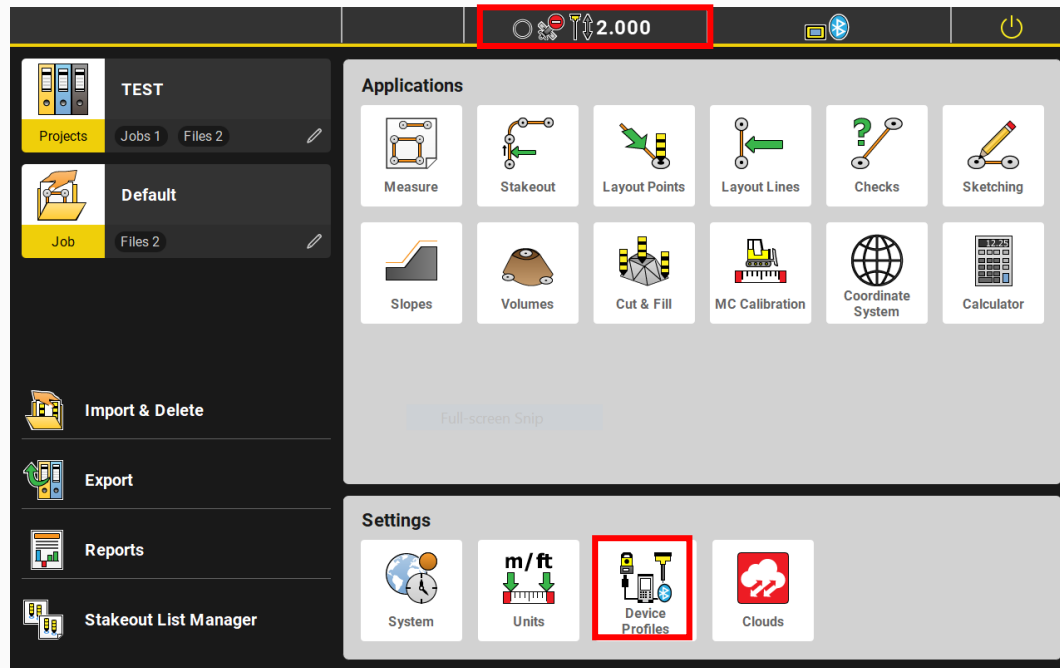 2.000
TEST
Projects
Jobs 1 Files 2
Default
Job
Files 2
Import & Delete
Export
Reports
Stakeout List Manager
Applications
Measure
Stakeout
Layout Points
Layout Lines
Checks
Sketching
Slopes
Volumes
Cut & Fill
MC Calibration
Coordinate
System
12.25
Calculator
Full-screen Snip
Settings
System
m/ft
Units
Device
Profiles
Clouds